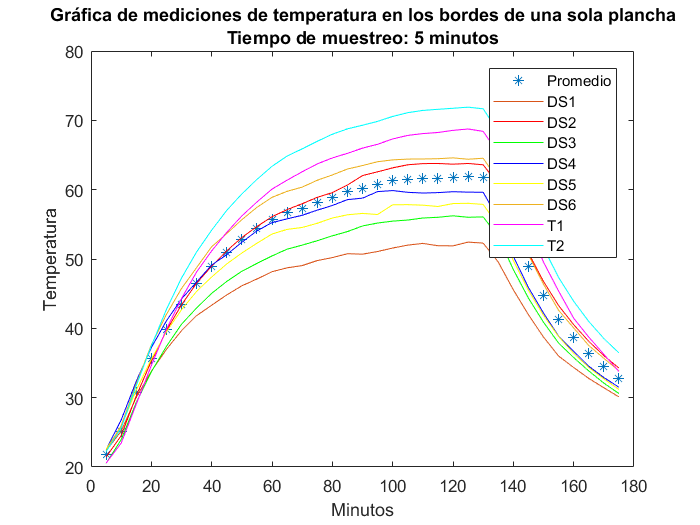 Gráfica de mediciones de temperatura en los bordes de una sola plancha
Tiempo de muestreo: 5 minutos
80
70
60
50
40
30
20
Temperatura
0 20 40 60 80 100 120 140 160 180
Minutos
Promedio
DS1
DS2
DS3
DS4
DS5
DS6
T1
T2